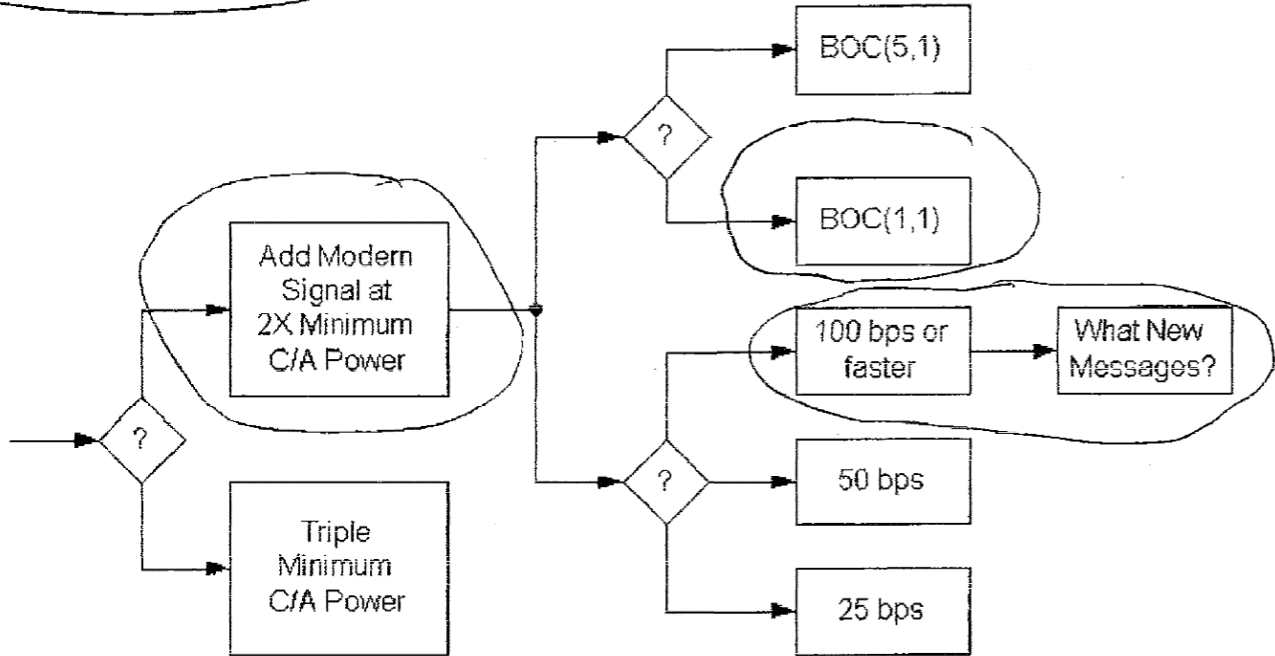 BOC(5,1)
?
BOC(1,1)
Add Modern
Signal at
2X Minimum
C/A Power
100 bps or
faster
What New
Messages?
?
?
50 bps
Triple
Minimum
C/A Power
25 bps